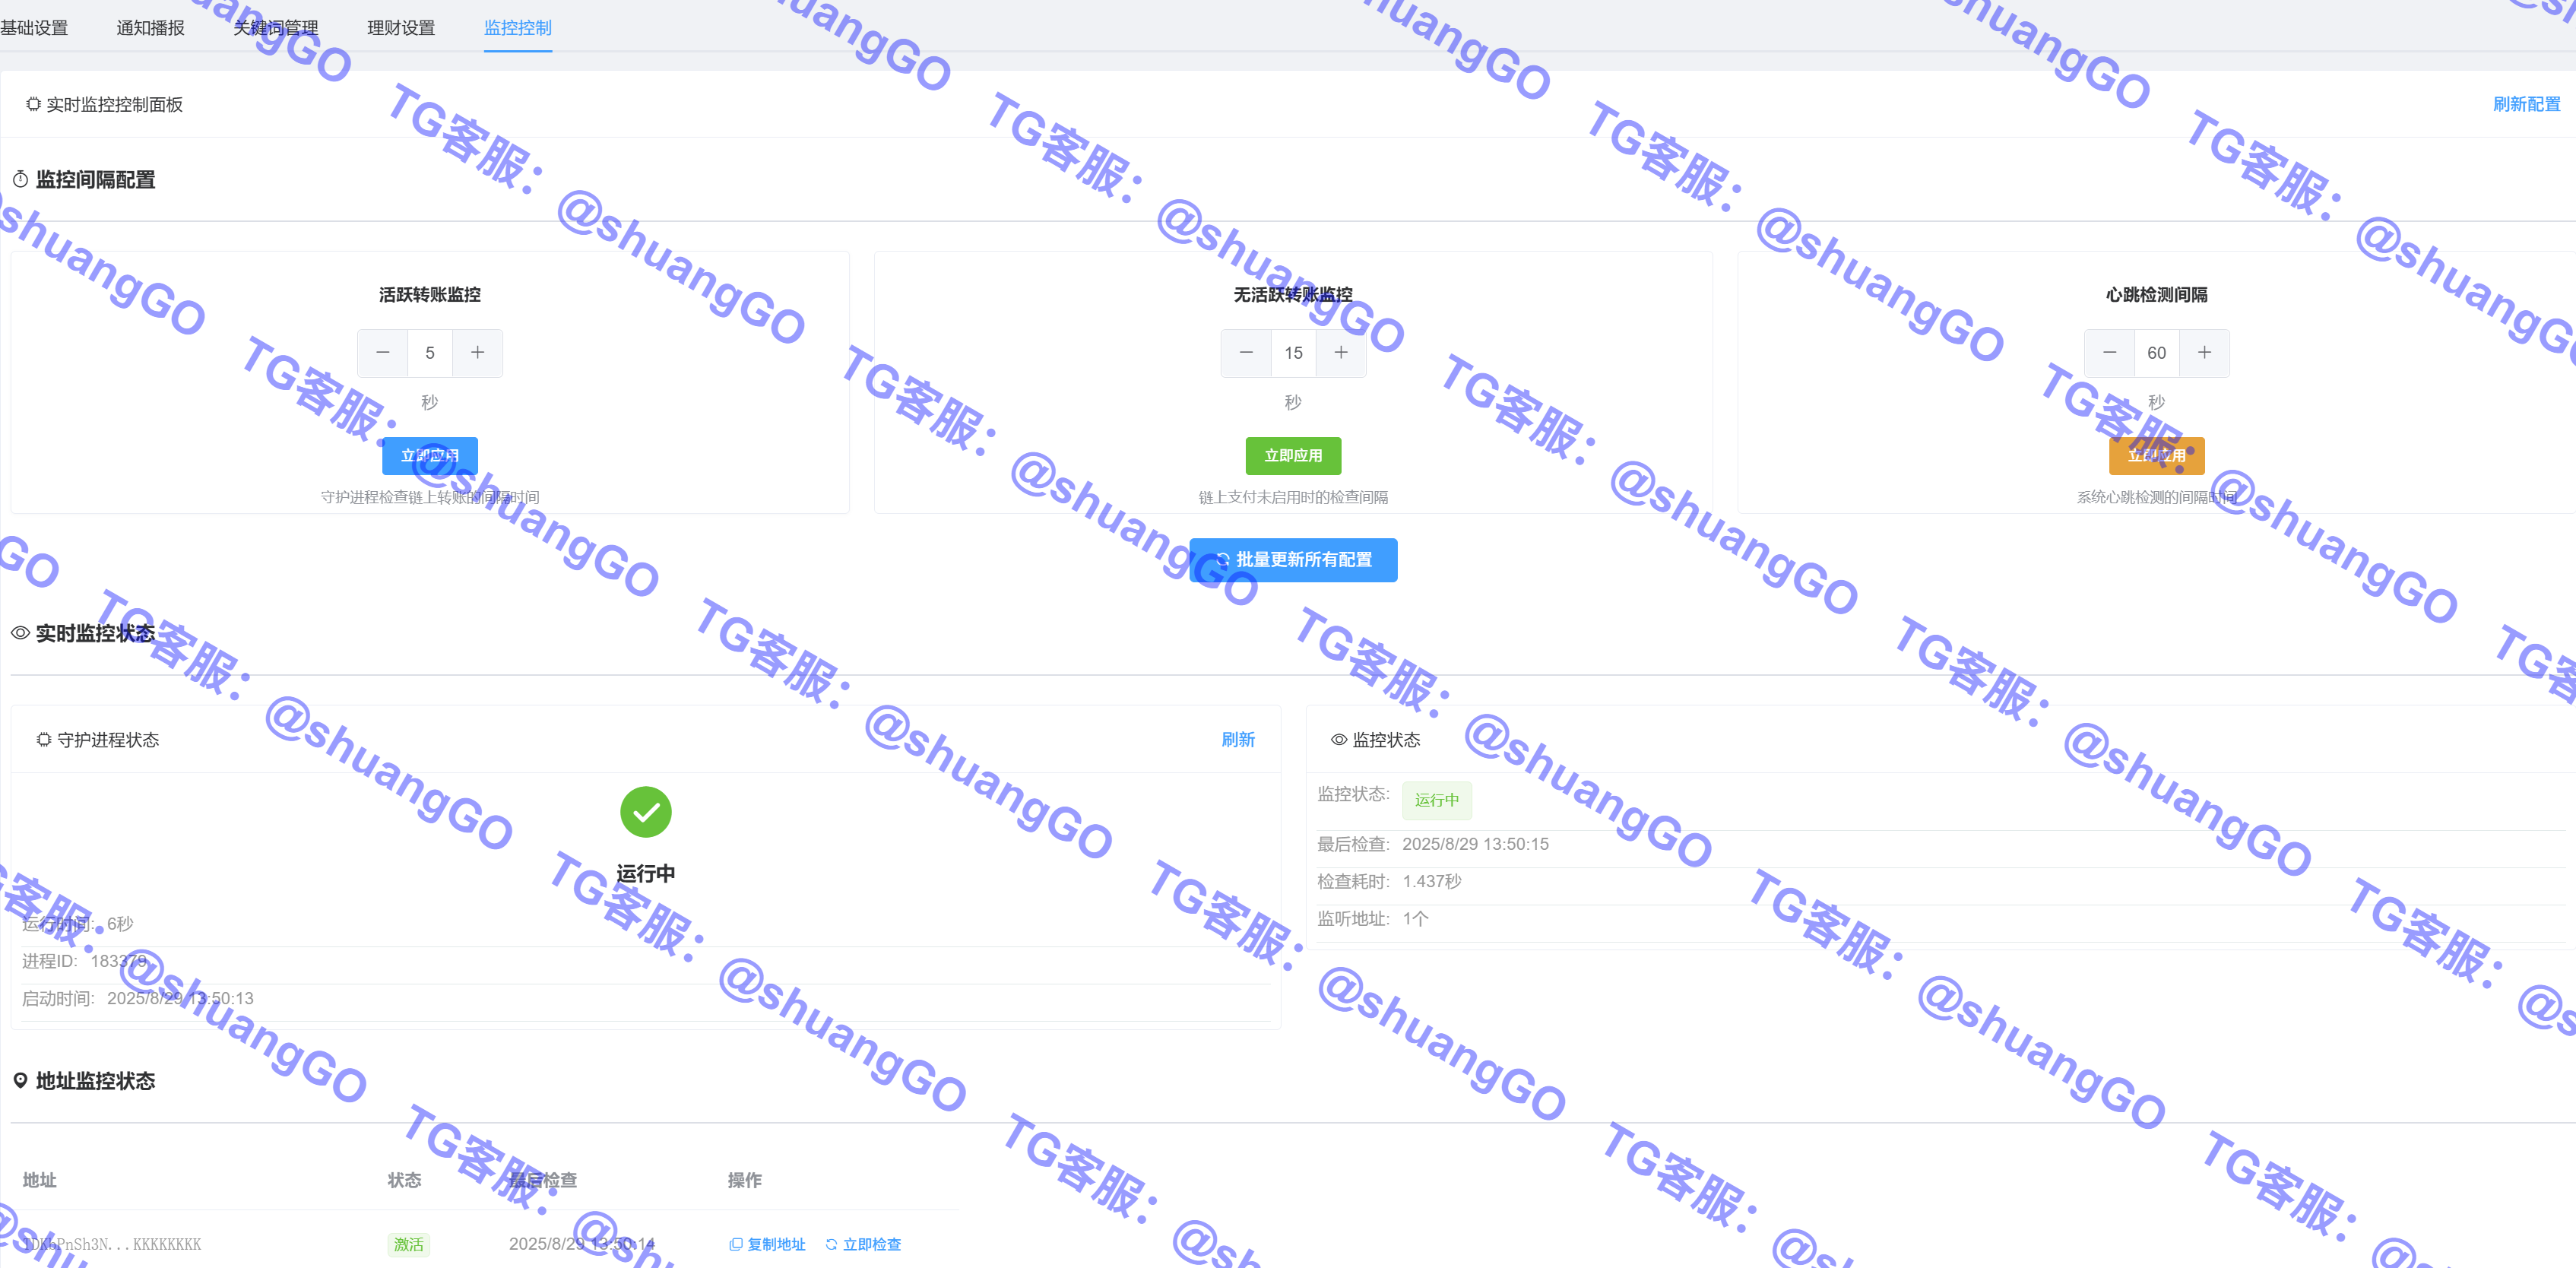 基础设置 通知播报 关键词管理 理财设置 监控控制
实时监控控制面板 刷新配置
监控间隔配置
活跃转账监控 无活跃转账监控 心跳检测间隔
5 15 60
秒 秒 秒
立即应用 立即应用 立即应用
守护进程检查链上转账的间隔时间 链上支付未启用时的检查间隔 系统心跳检测的间隔时间
批量更新所有配置
实时监控状态
守护进程状态 刷新
运行中
运行时间: 6秒
进程ID: 183379
启动时间: 2025/8/29 13:50:13
监控状态
监控状态: 运行中
最后检查: 2025/8/29 13:50:15
检查耗时: 1.437秒
监听地址: 1个
地址监控状态
地址 状态 最后检查 操作
PnSh3N...KKKKKKKK 激活 2025/8/29 13:50:14 复制地址 立即检查
TG客服：@shuangGO